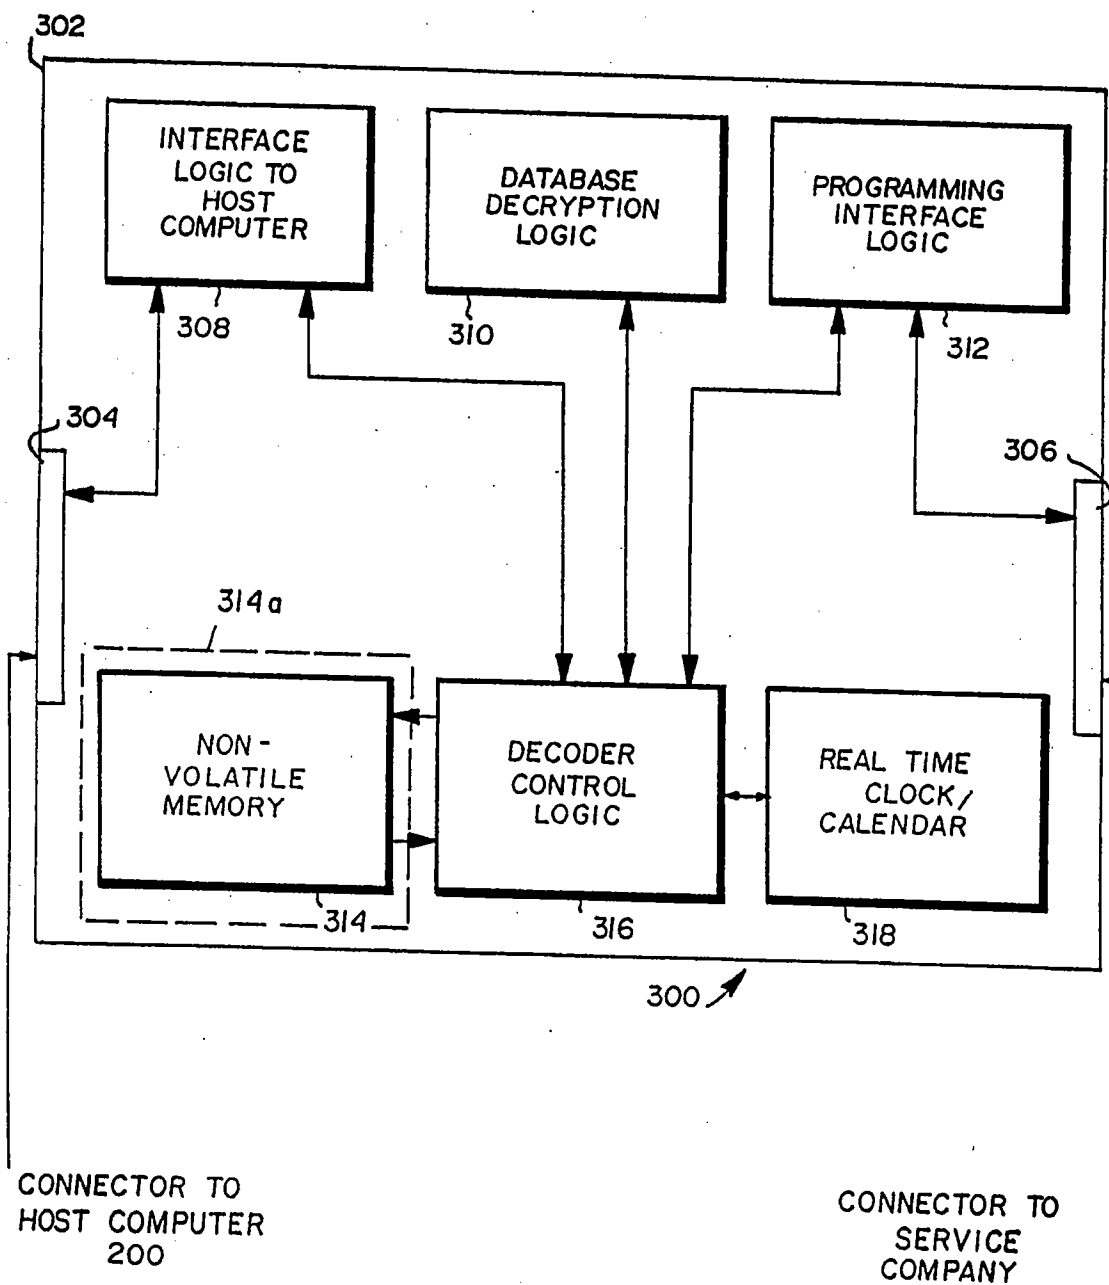 302
INTERFACE
LOGIC TO
HOST
COMPUTER
308
DATABASE
DECRYPTION
LOGIC
310
PROGRAMMING
INTERFACE
LOGIC
312
304
306
314a
NON-
VOLATILE
MEMORY
314
DECODER
CONTROL
LOGIC
316
REAL TIME
CLOCK/
CALENDAR
318
300
CONNECTOR TO
HOST COMPUTER
200
CONNECTOR TO
SERVICE
COMPANY